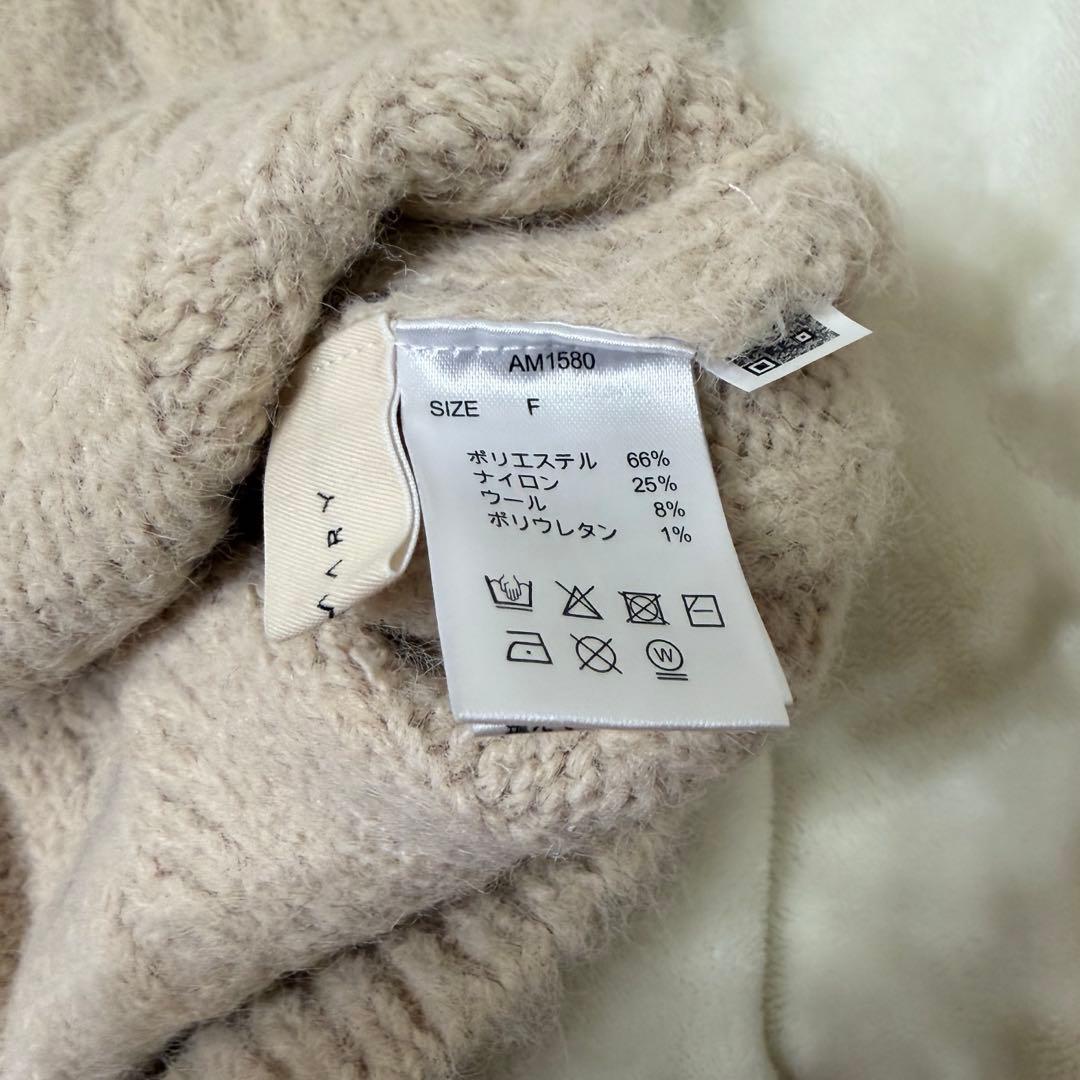 AM1580
SIZE F
ポリエステル 66%
ナイロン 25%
ウール 8%
ポリウレタン 1%
W